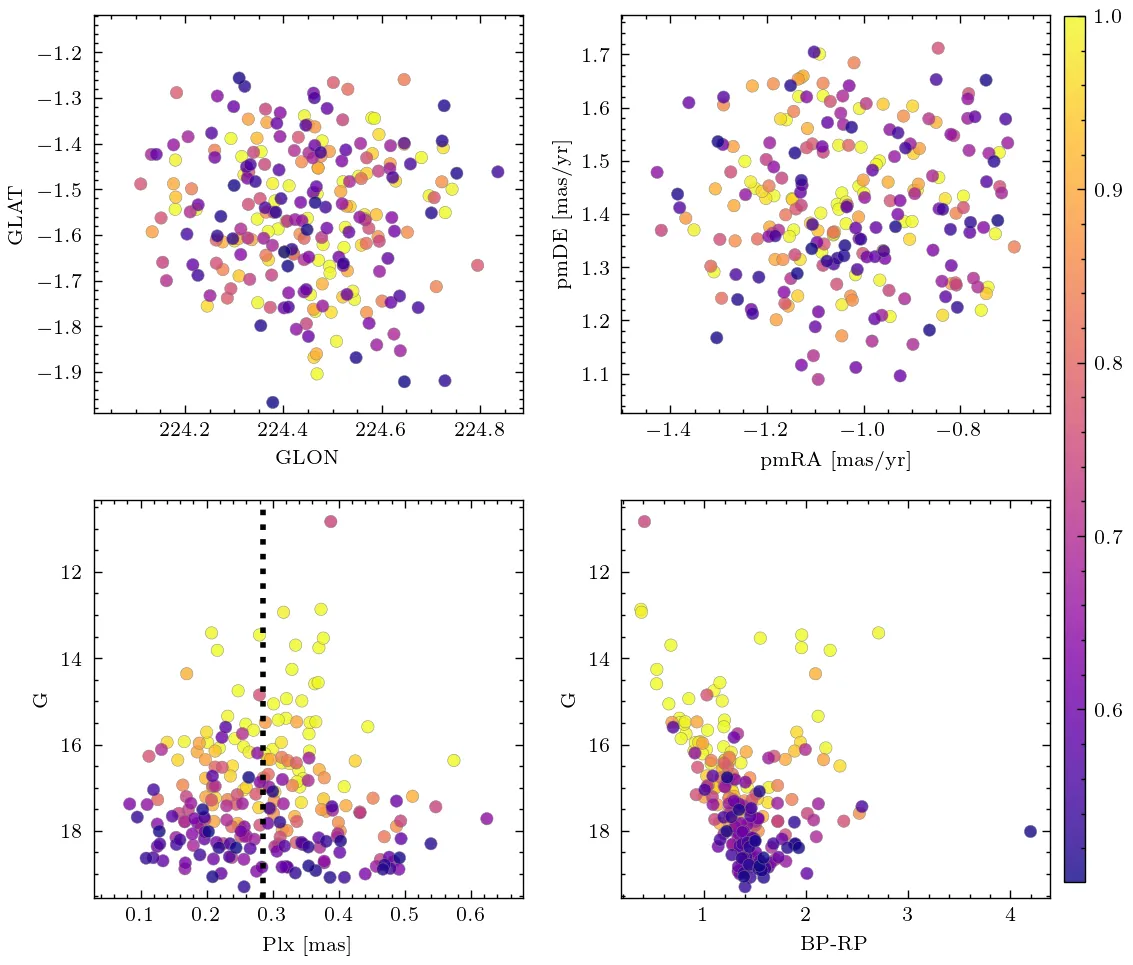 −1.2
−1.3
−1.4
−1.5
−1.6
−1.7
−1.8
−1.9
GLAT
224.2 224.4 224.6 224.8
GLON
1.7
1.6
1.5
1.4
1.3
1.2
1.1
pmDE [mas/yr]
−1.4 −1.2 −1.0 −0.8
pmRA [mas/yr]
12
14
16
18
G
0.1 0.2 0.3 0.4 0.5 0.6
Plx [mas]
12
14
16
18
G
1 2 3 4
BP-RP
1.0
0.9
0.8
0.7
0.6